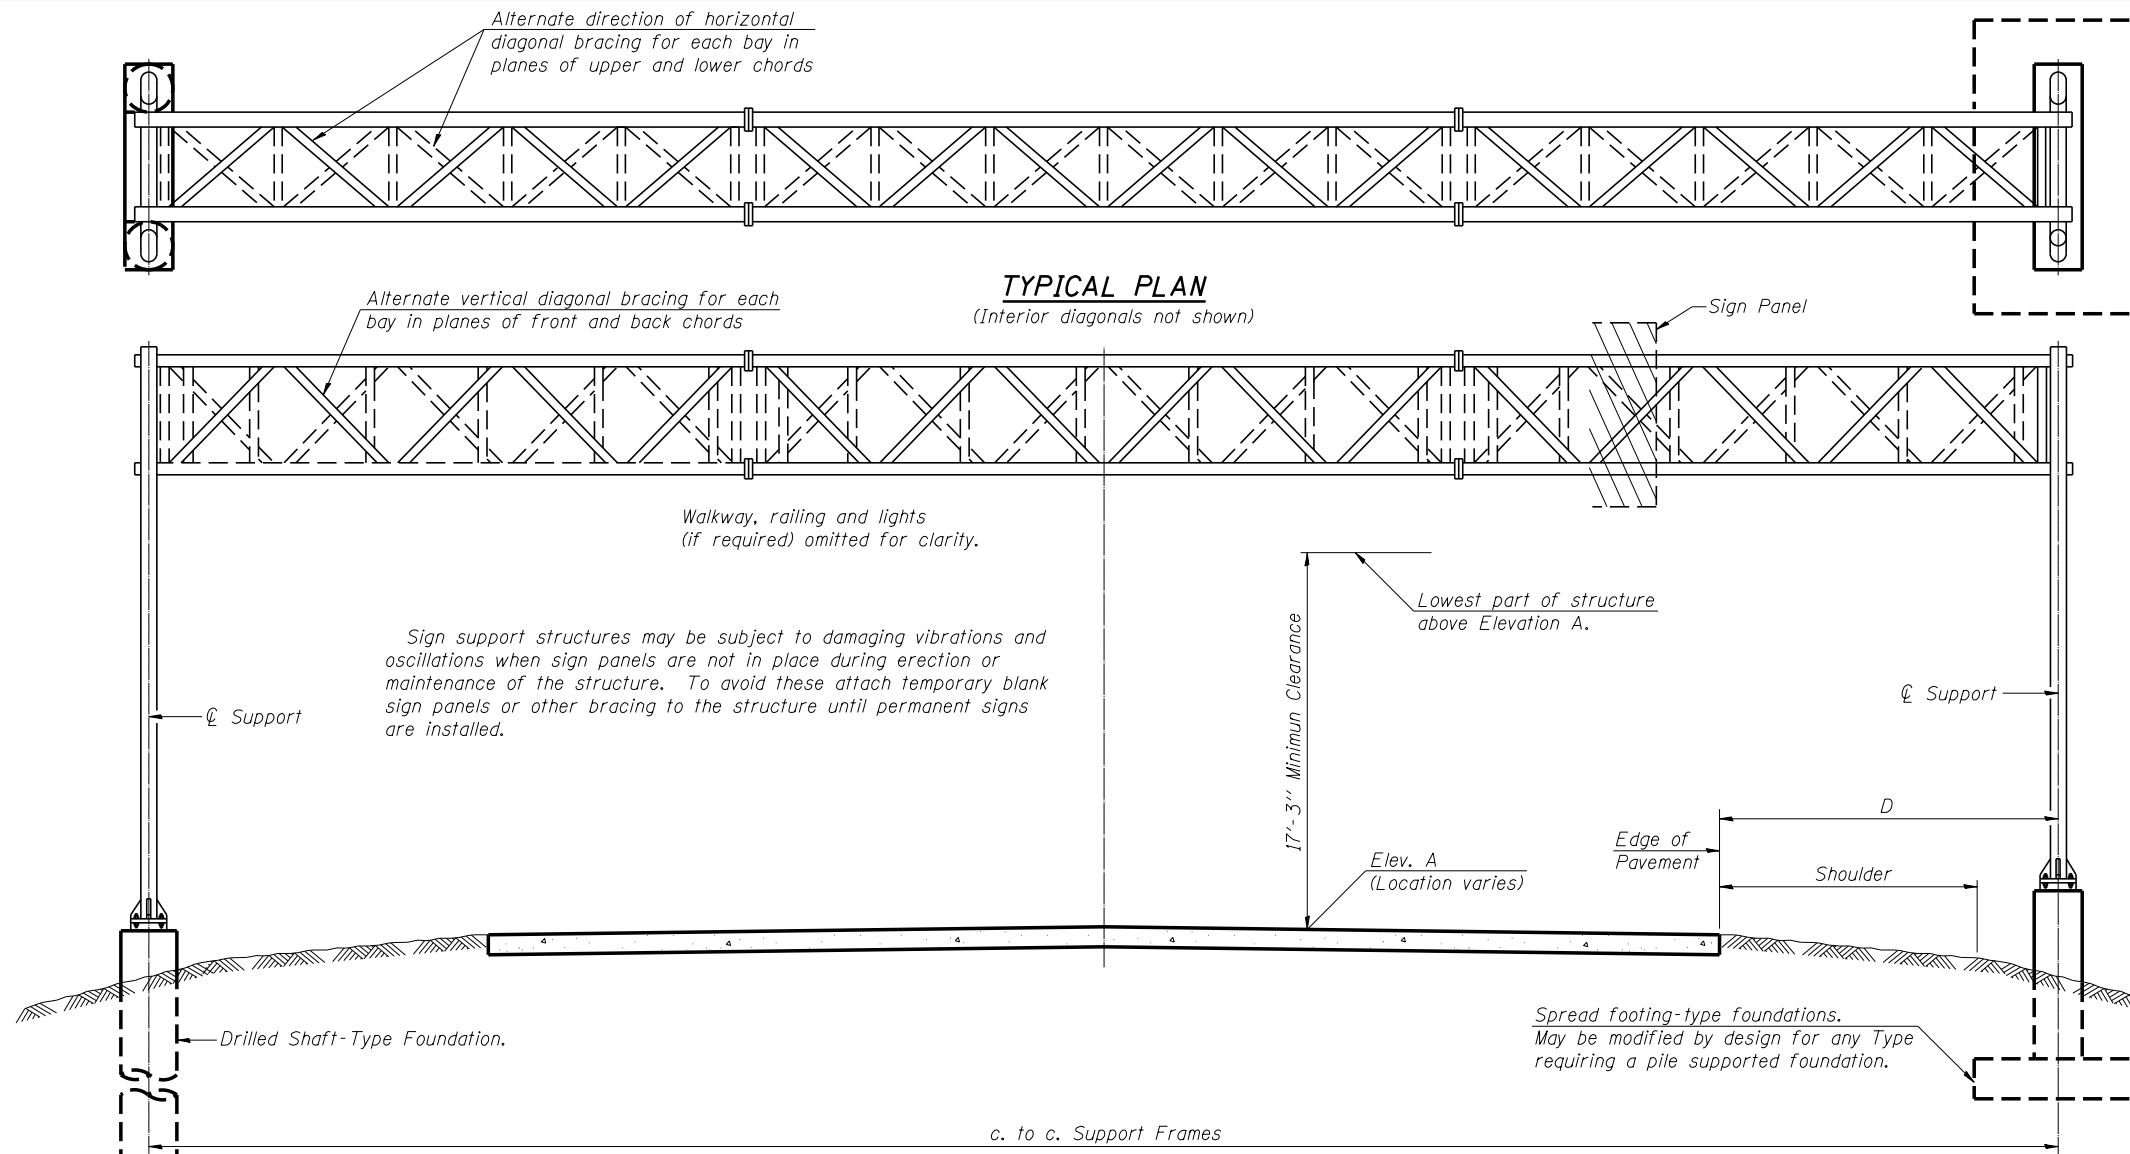 Alternate direction of horizontal
diagonal bracing for each bay in
planes of upper and lower chords
TYPICAL PLAN
(Interior diagonals not shown)
Alternate vertical diagonal bracing for each
bay in planes of front and back chords
Sign Panel
Walkway, railing and lights
(if required) omitted for clarity.
Lowest part of structure
above Elevation A.
Sign support structures may be subject to damaging vibrations and
oscillations when sign panels are not in place during erection or
maintenance of the structure. To avoid these attach temporary blank
sign panels or other bracing to the structure until permanent signs
are installed.
17'-3'' Minimun Clearance
℄ Support
℄ Support
D
Edge of
Pavement
Shoulder
Elev. A
(Location varies)
Drilled Shaft-Type Foundation.
Spread footing-type foundations.
May be modified by design for any Type
requiring a pile supported foundation.
c. to c. Support Frames